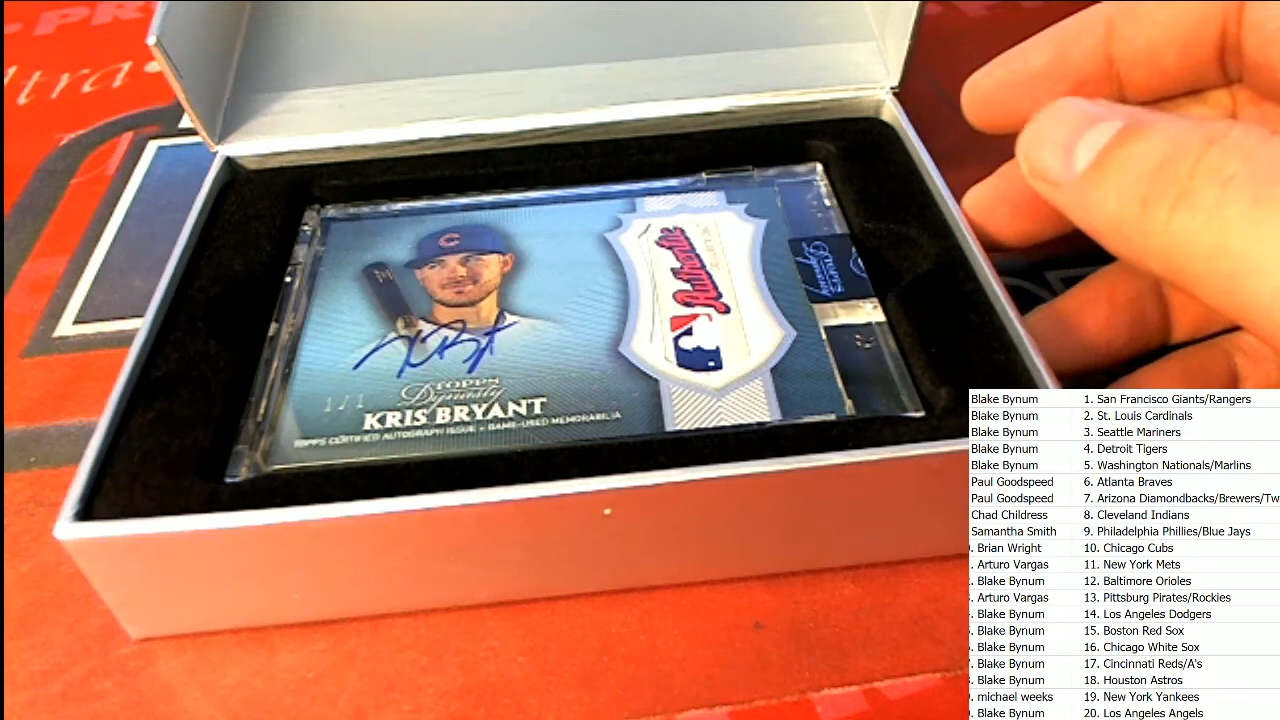 PR
ltra
C
Authentic
TOPPS
Dynasty
1/1
KRIS BRYANT
TOPPS CERTIFIED AUTOGRAPH ISSUE • GAME-USED MEMORABILIA
TOPPS
Dynasty
Blake Bynum 1. San Francisco Giants/Rangers
Blake Bynum 2. St. Louis Cardinals
Blake Bynum 3. Seattle Mariners
Blake Bynum 4. Detroit Tigers
Blake Bynum 5. Washington Nationals/Marlins
Paul Goodspeed 6. Atlanta Braves
Paul Goodspeed 7. Arizona Diamondbacks/Brewers/Tw
Chad Childress 8. Cleveland Indians
Samantha Smith 9. Philadelphia Phillies/Blue Jays
. Brian Wright 10. Chicago Cubs
. Arturo Vargas 11. New York Mets
. Blake Bynum 12. Baltimore Orioles
. Arturo Vargas 13. Pittsburg Pirates/Rockies
. Blake Bynum 14. Los Angeles Dodgers
. Blake Bynum 15. Boston Red Sox
. Blake Bynum 16. Chicago White Sox
. Blake Bynum 17. Cincinnati Reds/A's
. Blake Bynum 18. Houston Astros
. michael weeks 19. New York Yankees
. Blake Bynum 20. Los Angeles Angels